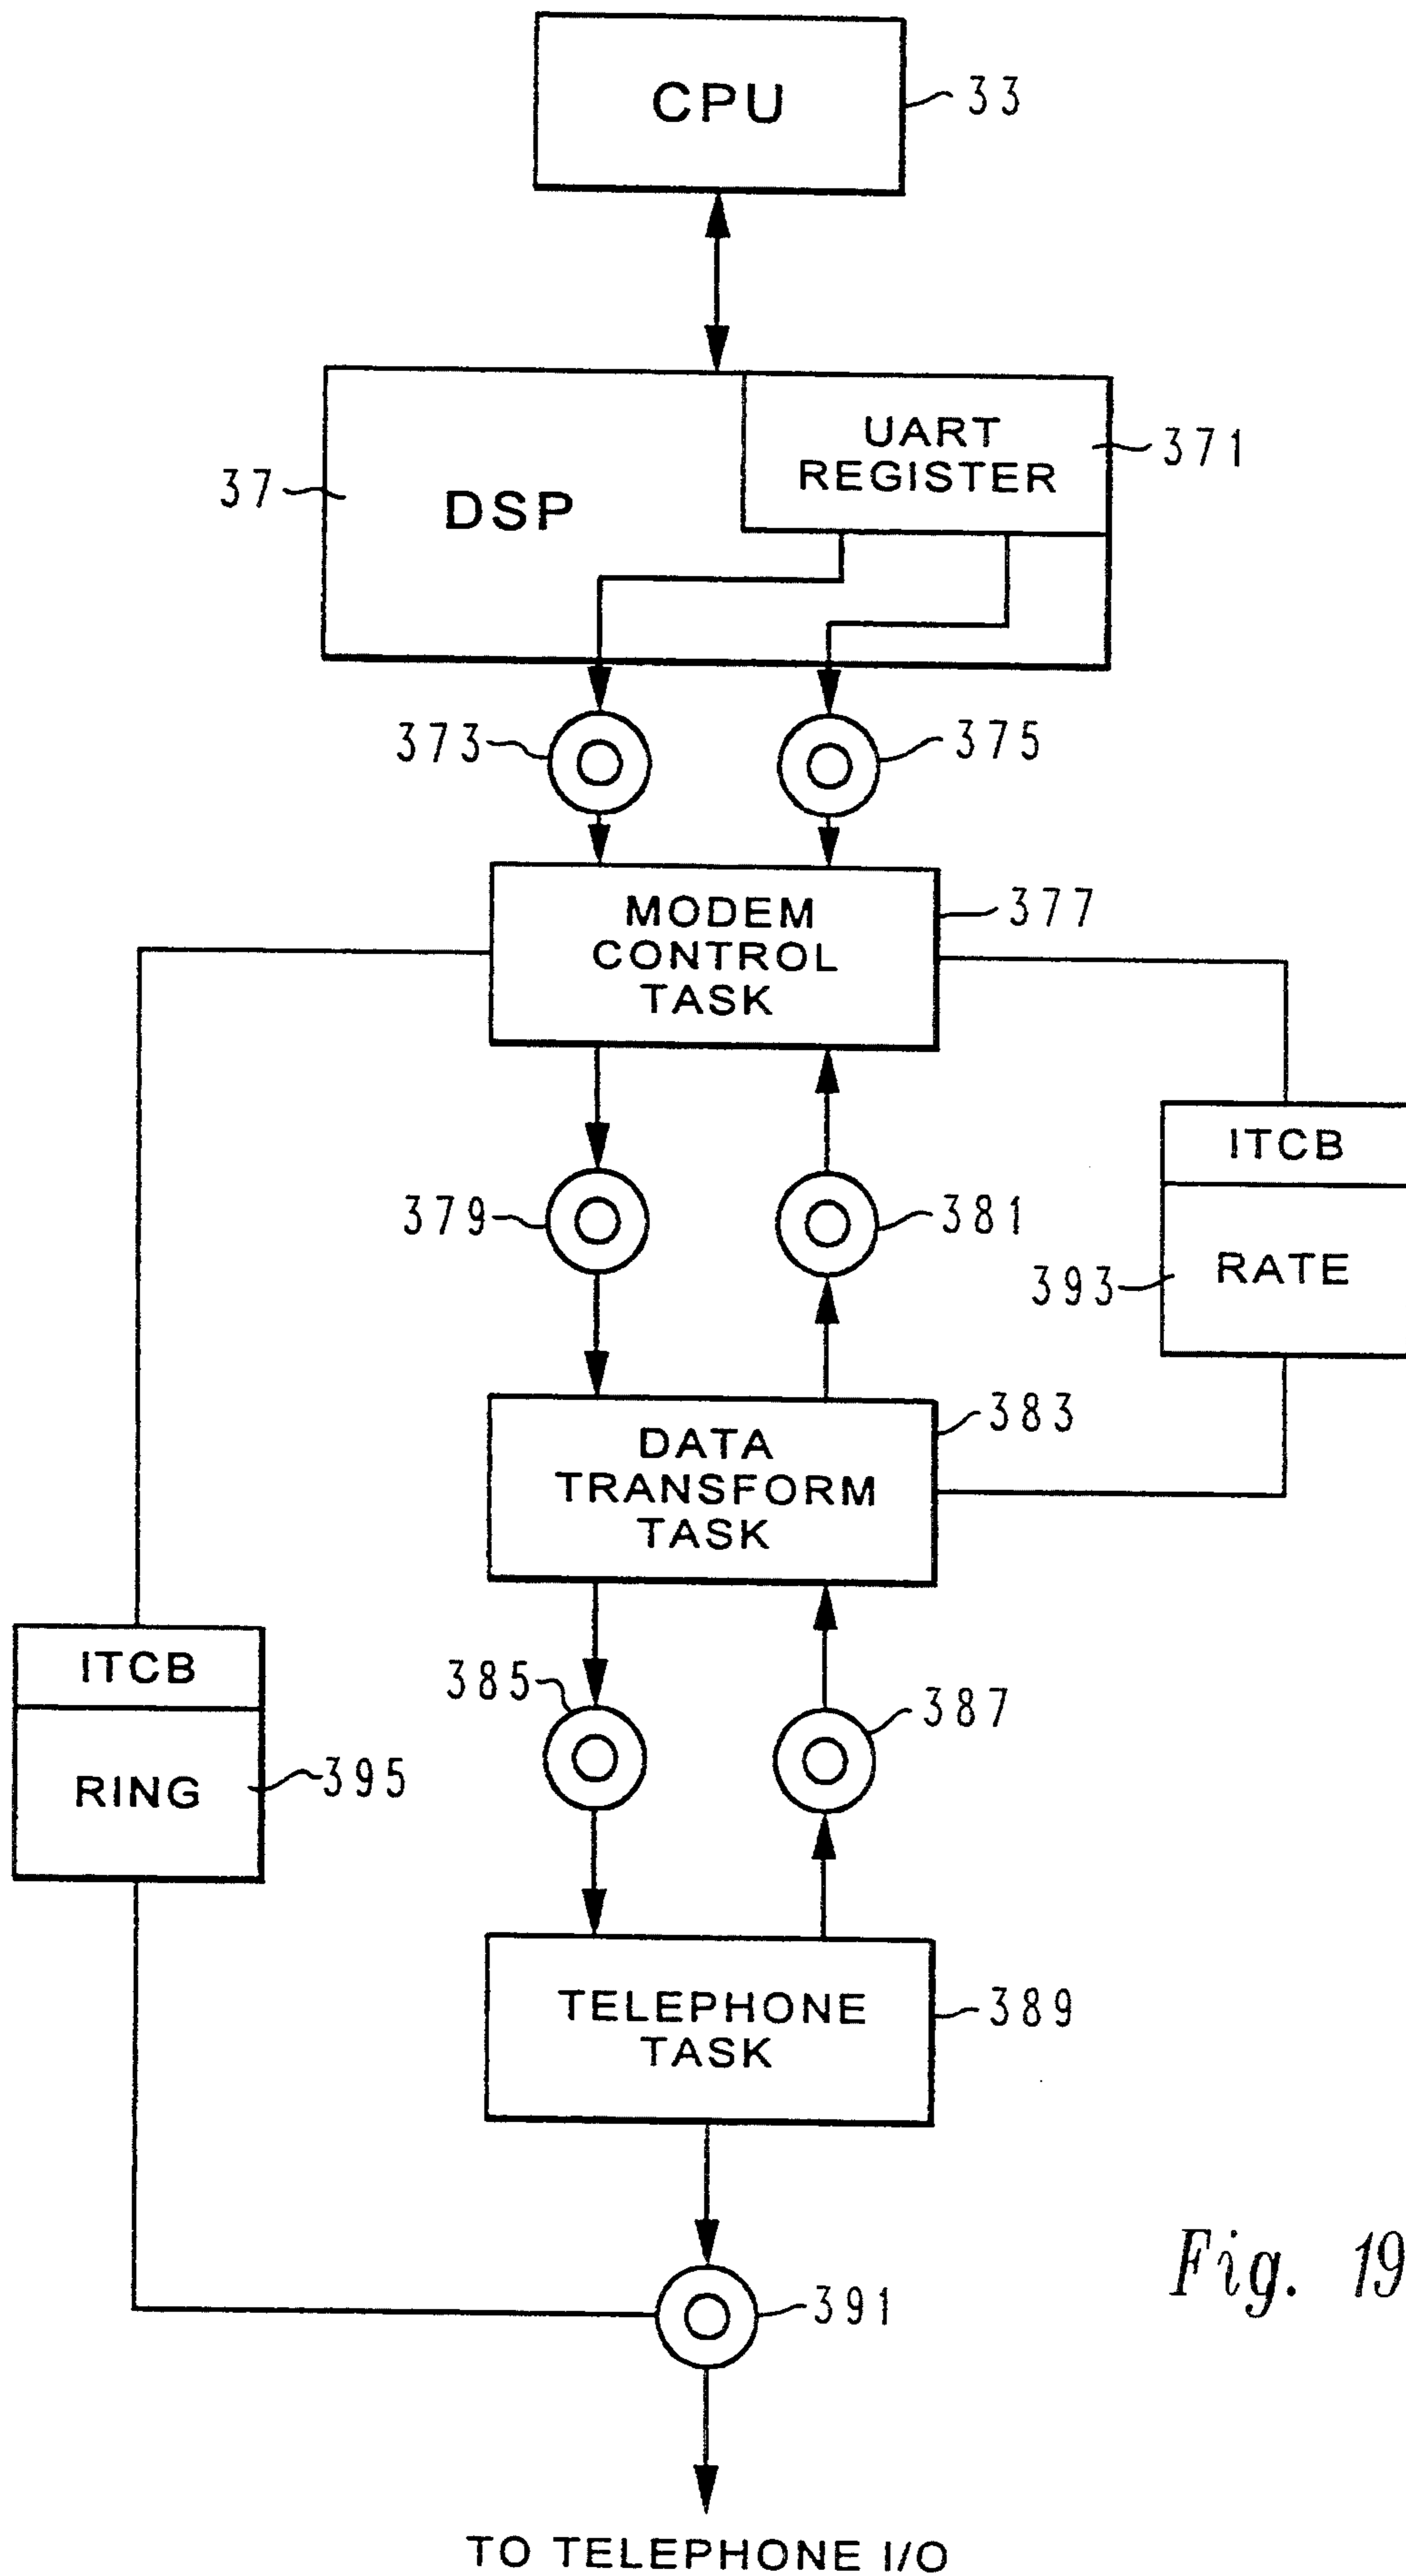 CPU
33
UART
REGISTER
371
37
DSP
373
375
MODEM
CONTROL
TASK
377
ITCB
379
381
RATE
393
DATA
TRANSFORM
TASK
383
ITCB
385
387
RING
395
TELEPHONE
TASK
389
391
Fig. 19
TO TELEPHONE I/O